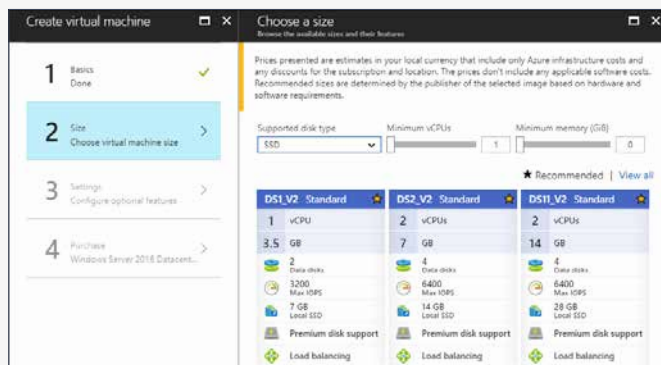 Create virtual machine
1 Basics
Done
2 Size
Choose virtual machine size
3 Settings
Configure optional features
4 Purchase
Windows Server 2016 Datacent...
Choose a size
Browse the available sizes and their features
Prices presented are estimates in your local currency that include only Azure infrastructure costs and
any discounts for the subscription and location. The prices don't include any applicable software costs.
Recommended sizes are determined by the publisher of the selected image based on hardware and
software requirements.
Supported disk type Minimum vCPUs Minimum memory (GiB)
SSD 1 0
★ Recommended | View all
DS1_V2 Standard DS2_V2 Standard DS11_V2 Standard
1 vCPU 2 vCPUs 2 vCPUs
3.5 GB 7 GB 14 GB
2 4 4
Data disks Data disks Data disks
3200 6400 6400
Max IOPS Max IOPS Max IOPS
7 GB 14 GB 28 GB
Local SSD Local SSD Local SSD
Premium disk support Premium disk support Premium disk support
Load balancing Load balancing Load balancing